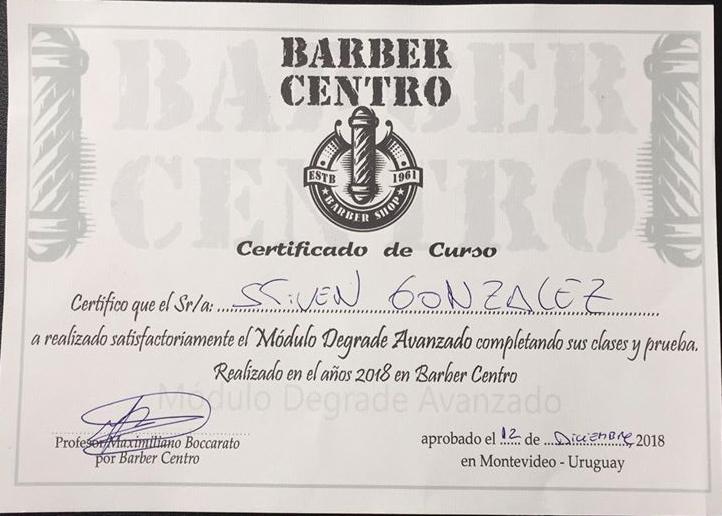 BARBER
CENTRO
BARBER
CENTRO
ESTB 1961
BARBER SHOP
Certificado de Curso
Certifico que el Sr/a: STIVEN GONZALEZ
a realizado satisfactoriamente el Módulo Degrade Avanzado completando sus clases y prueba.
Realizado en el años 2018 en Barber Centro
Módulo Degrade Avanzado
Profesor Maximiliano Boccarato
por Barber Centro
aprobado el 12 de Diciembre 2018
en Montevideo - Uruguay